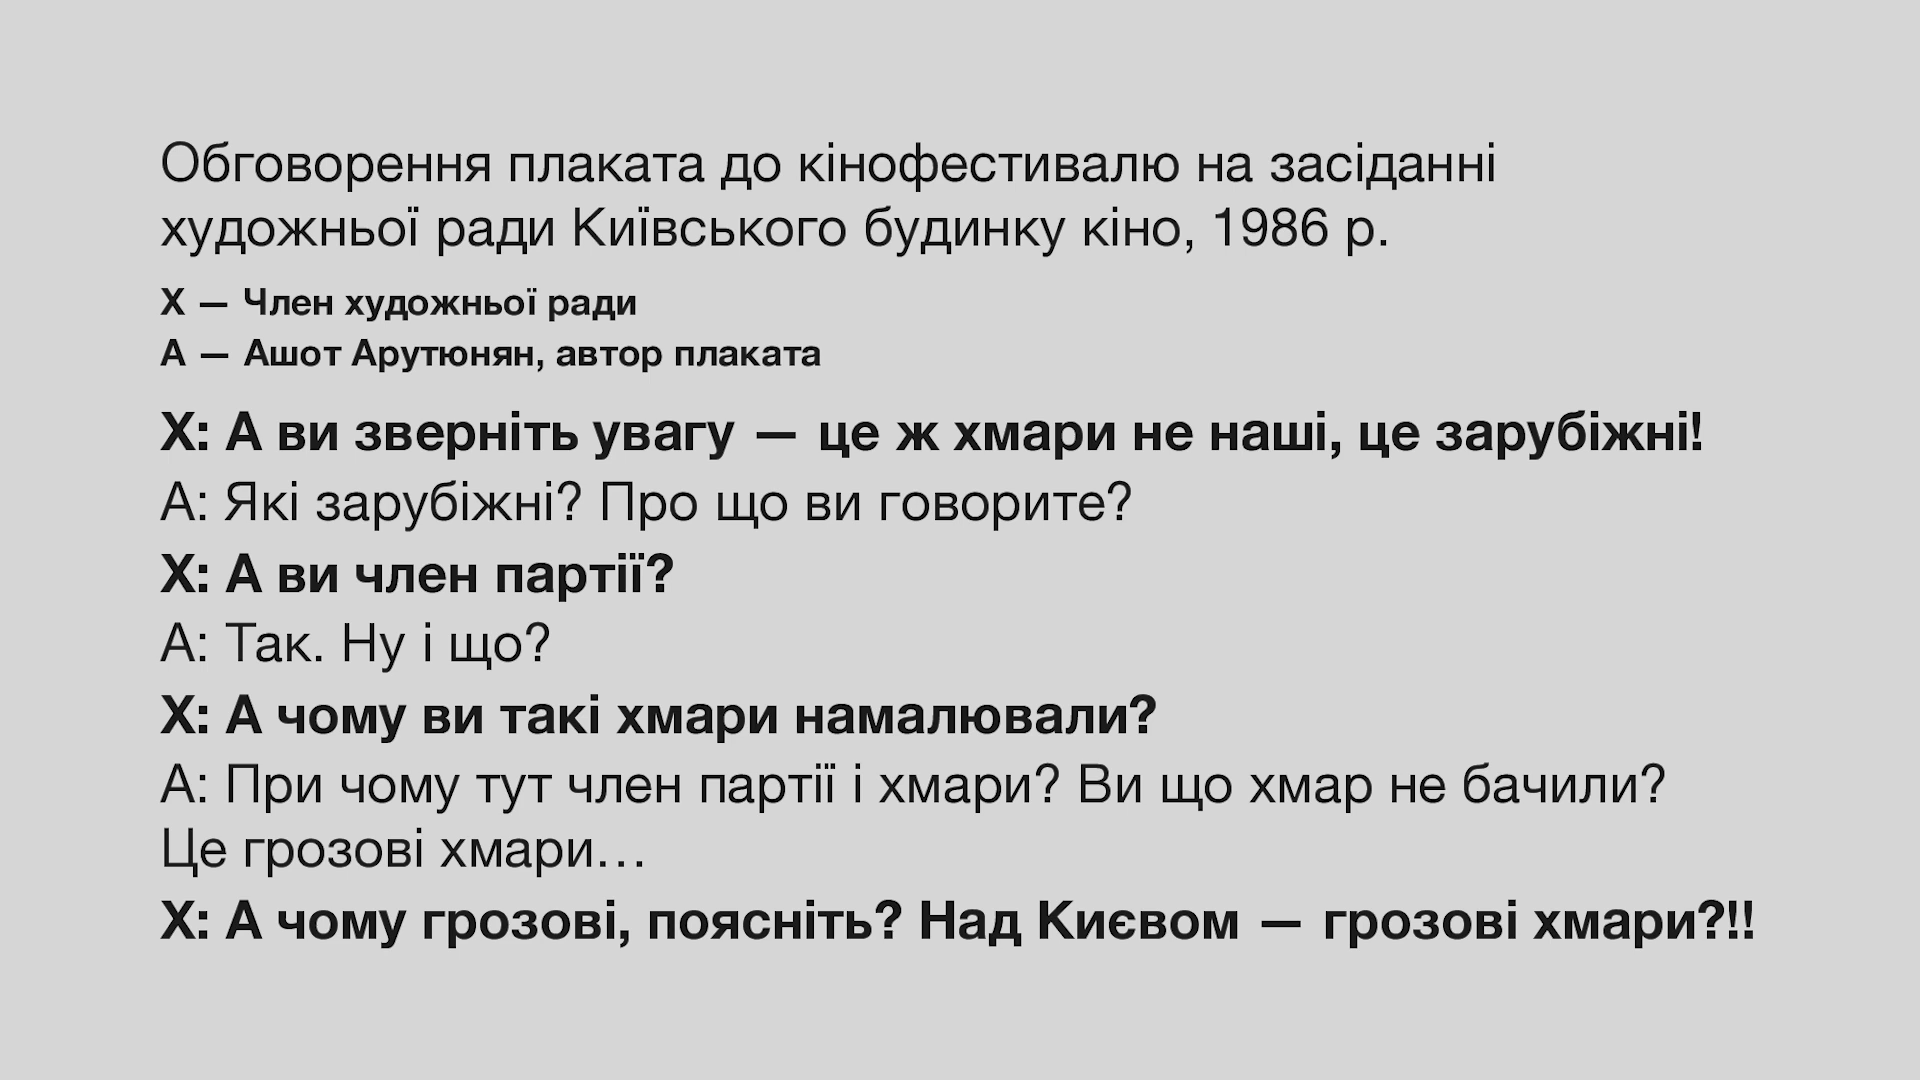 Обговорення плаката до кінофестивалю на засіданні
художньої ради Київського будинку кіно, 1986 р.
Х — Член художньої ради
А — Ашот Арутюнян, автор плаката
Х: А ви зверніть увагу — це ж хмари не наші, це зарубіжні!
А: Які зарубіжні? Про що ви говорите?
Х: А ви член партії?
А: Так. Ну і що?
Х: А чому ви такі хмари намалювали?
А: При чому тут член партії і хмари? Ви що хмар не бачили?
Це грозові хмари…
Х: А чому грозові, поясніть? Над Києвом — грозові хмари?!!